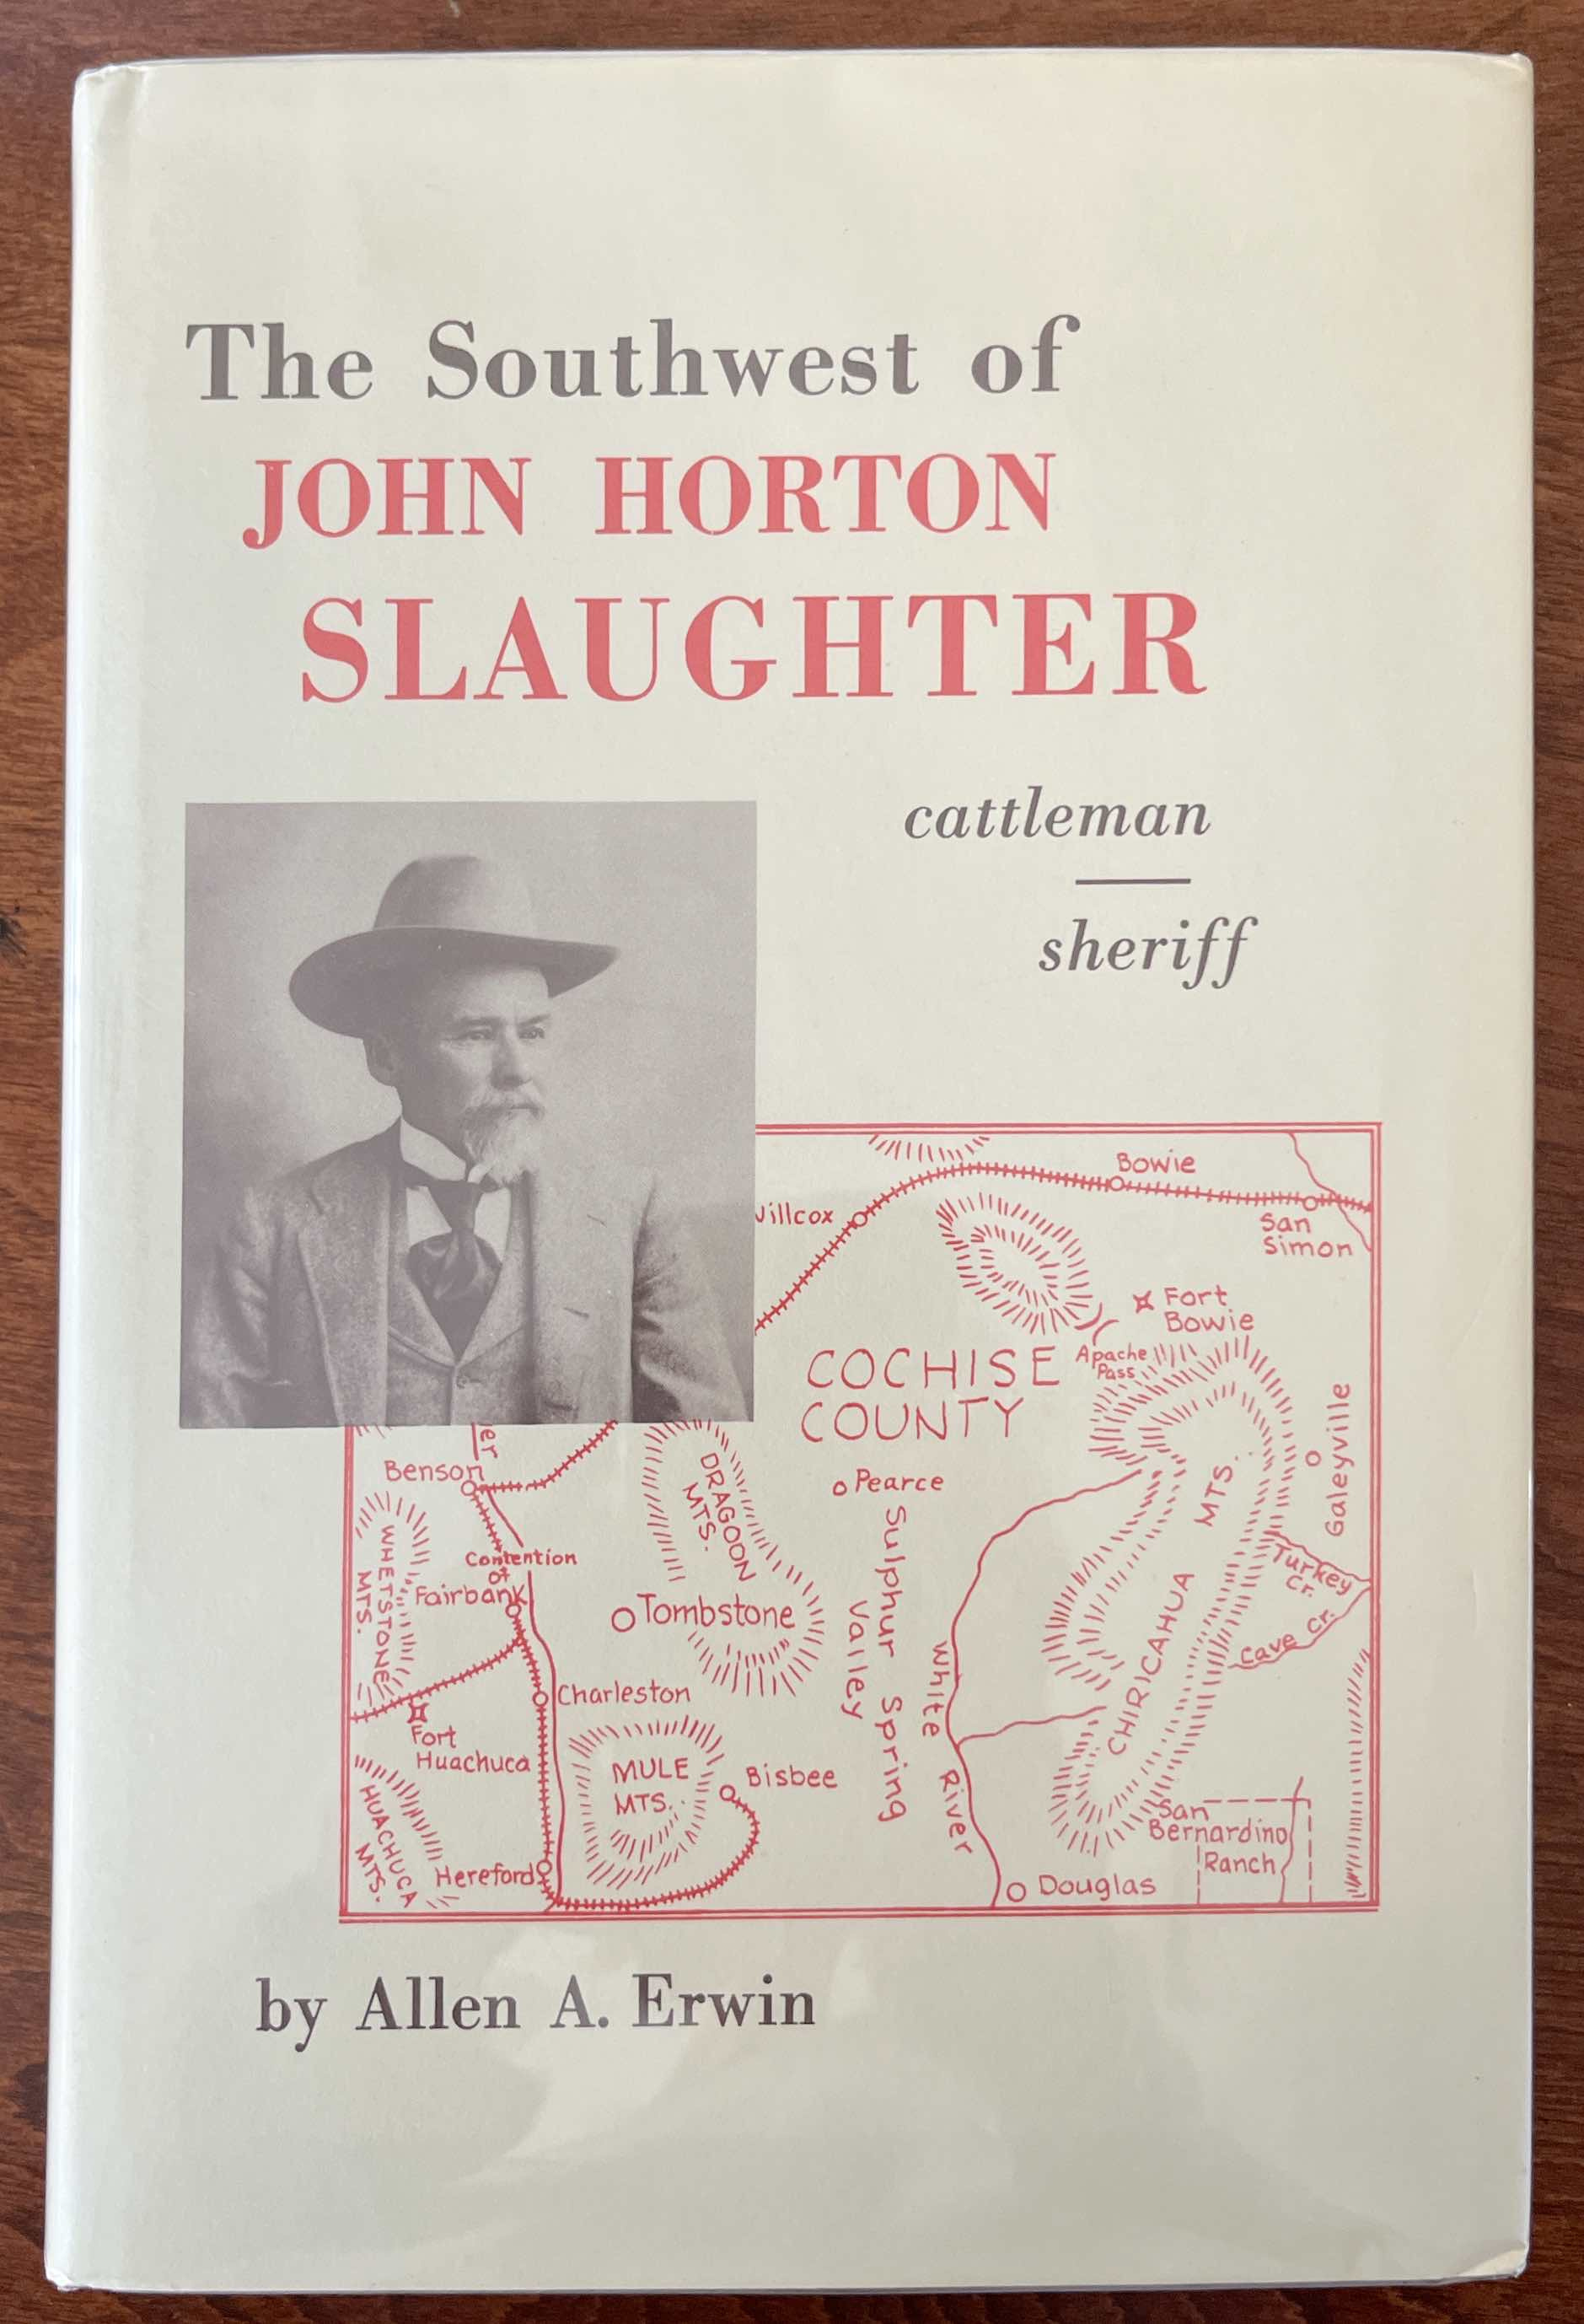 The Southwest of
JOHN HORTON
SLAUGHTER
cattleman
sheriff
Bowie
San
Simon
Fort
Bowie
Apache
Pass
COCHISE
COUNTY
Galeyville
Benson
DRAGOON
MTS.
Pearce
Sulphur Spring
Valley
WHETSTONE
MTS.
Contention
Fairbank
Tombstone
CHIRICAHUA MTS.
Turkey
Cr.
Cave Cr.
White River
Charleston
Fort
Huachuca
MULE
MTS.
Bisbee
HUACHUCA
MTS.
Hereford
San
Bernardino
Ranch
Douglas
by Allen A. Erwin